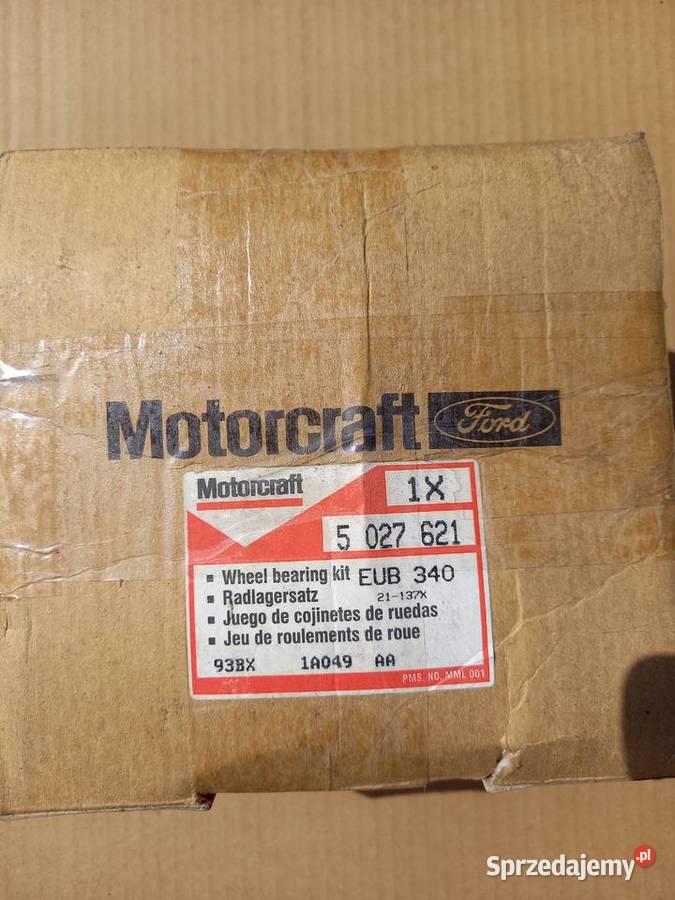 Motorcraft Ford
Motorcraft 1X
5 027 621
▪ Wheel bearing kit EUB 340
▪ Radlagersatz 21-137X
▪ Juego de cojinetes de ruedas
▪ Jeu de roulements de roue
93BX 1A049 AA
PMS. NO. MML 001
Sprzedajemy.pl